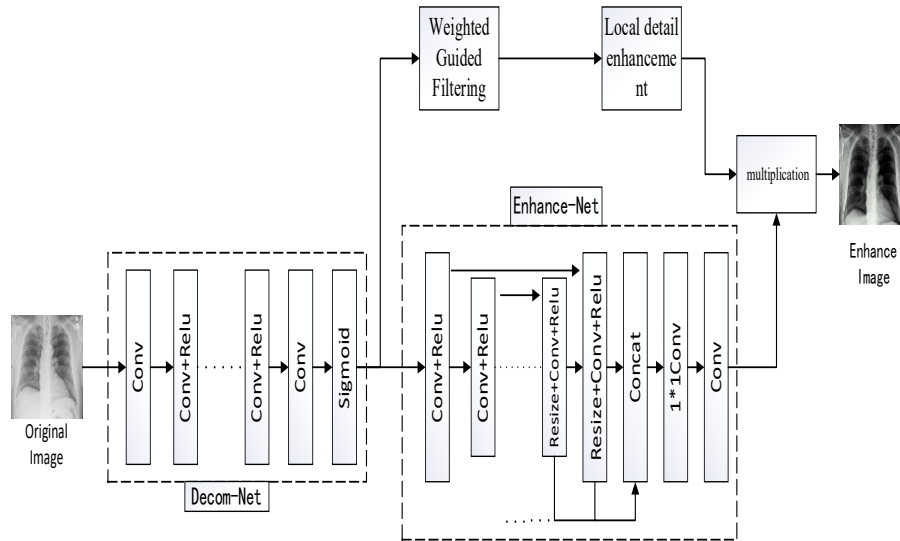 Weighted
Guided
Filtering
Local detail
enhanceme
nt
multiplication
Enhance
Image
Enhance-Net
Original
Image
Conv
Conv+Relu
Conv+Relu
Conv
Sigmoid
Decom-Net
Conv+Relu
Conv+Relu
Resize+Conv+Relu
Resize+Conv+Relu
Concat
1*1Conv
Conv